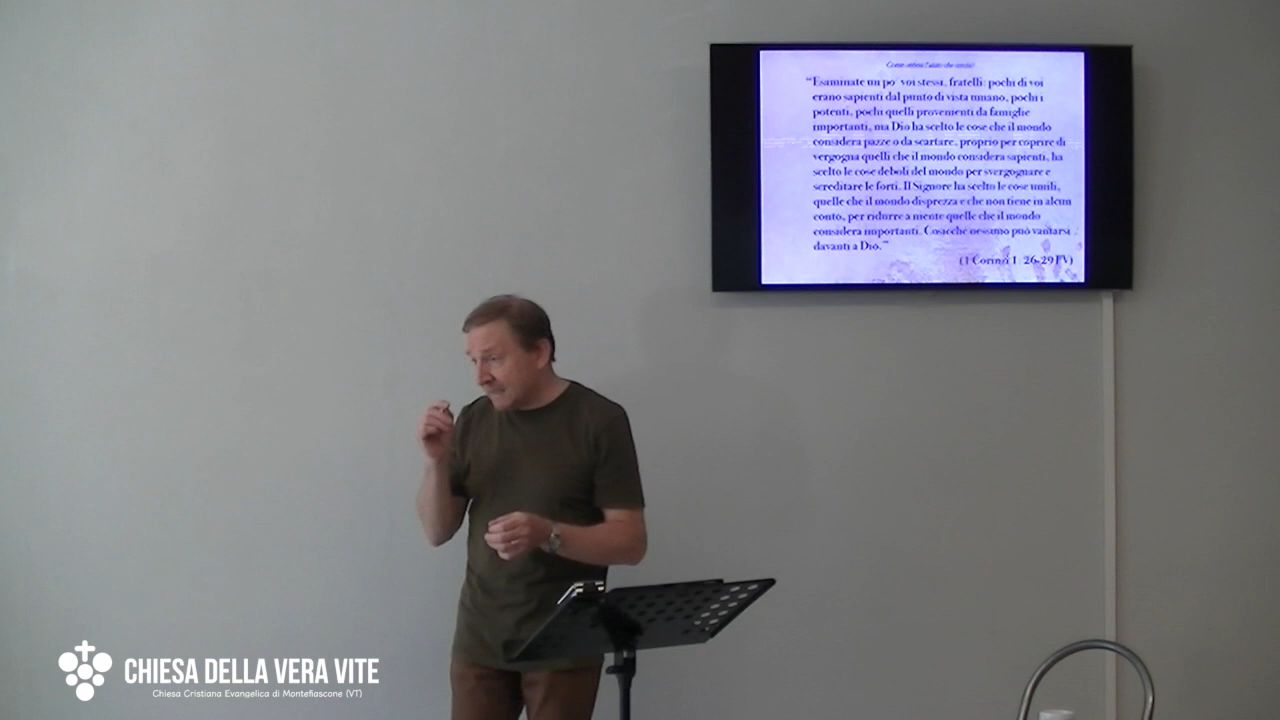 “Esaminate un po' voi stessi, fratelli: pochi di voi
erano sapienti dal punto di vista umano, pochi i
potenti, pochi quelli provenienti da famiglie
importanti, ma Dio ha scelto le cose che il mondo
considera pazze o da scartare, proprio per coprire di
vergogna quelli che il mondo considera sapienti, ha
scelto le cose deboli del mondo per svergognare e
screditare le forti. Il Signore ha scelto le cose umili,
quelle che il mondo disprezza e che non tiene in alcun
conto, per ridurre a niente quelle che il mondo
considera importanti. Cosicché nessuno può vantarsi
davanti a Dio.”
(1 Corinzi 1 26-29 PV)
CHIESA DELLA VERA VITE
Chiesa Cristiana Evangelica di Montefiascone (VT)